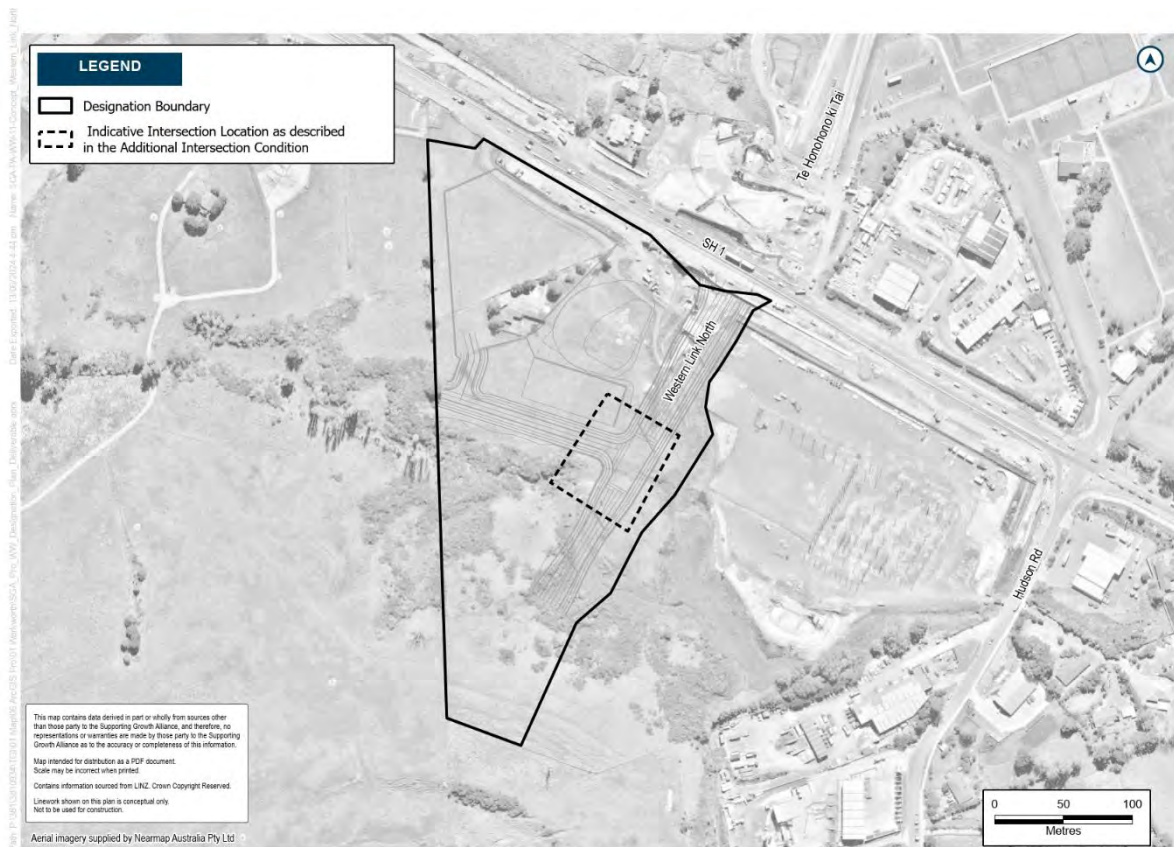 LEGEND
Designation Boundary
Indicative Intersection Location as described
in the Additional Intersection Condition
Te Honohono ki Tai
SH 1
Western Link North
Hudson Rd
This map contains data derived in part or wholly from sources other
than those party to the Supporting Growth Alliance, and therefore, no
representations or warranties are made by those party to the Supporting
Growth Alliance as to the accuracy or completeness of this information.
Map intended for distribution as a PDF document.
Scale may be incorrect when printed.
Contains information sourced from LINZ. Crown Copyright Reserved.
Linework shown on this plan is conceptual only.
Not to be used for construction.
Aerial imagery supplied by Nearmap Australia Pty Ltd
0 50 100
Metres